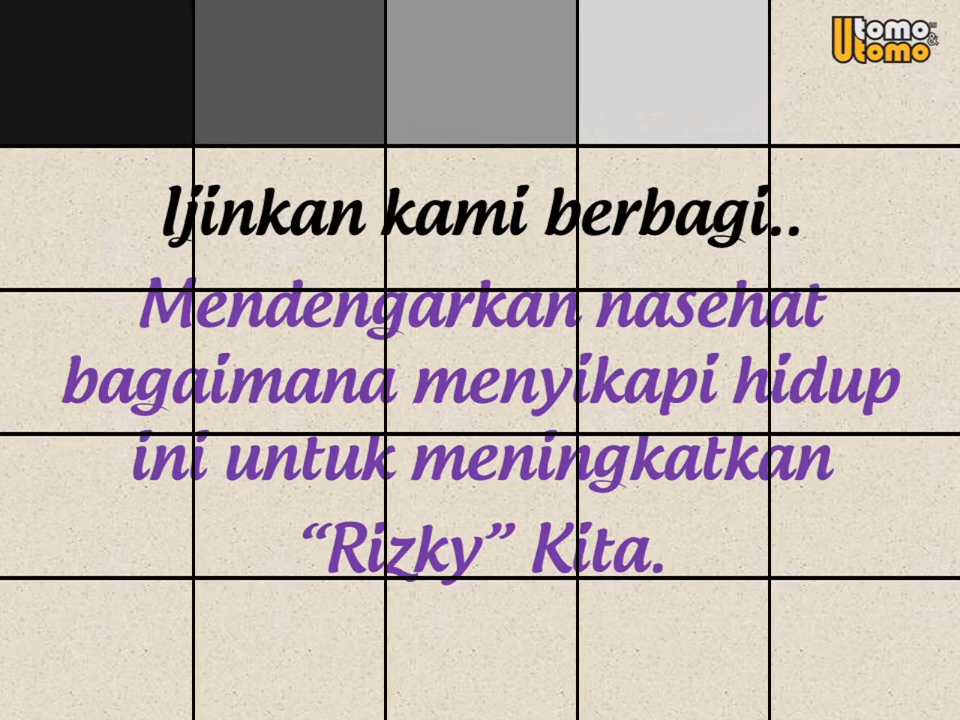 Utomo &
Utomo
Ijinkan kami berbagi..
Mendengarkan nasehat
bagaimana menyikapi hidup
ini untuk meningkatkan
“Rizky” Kita.